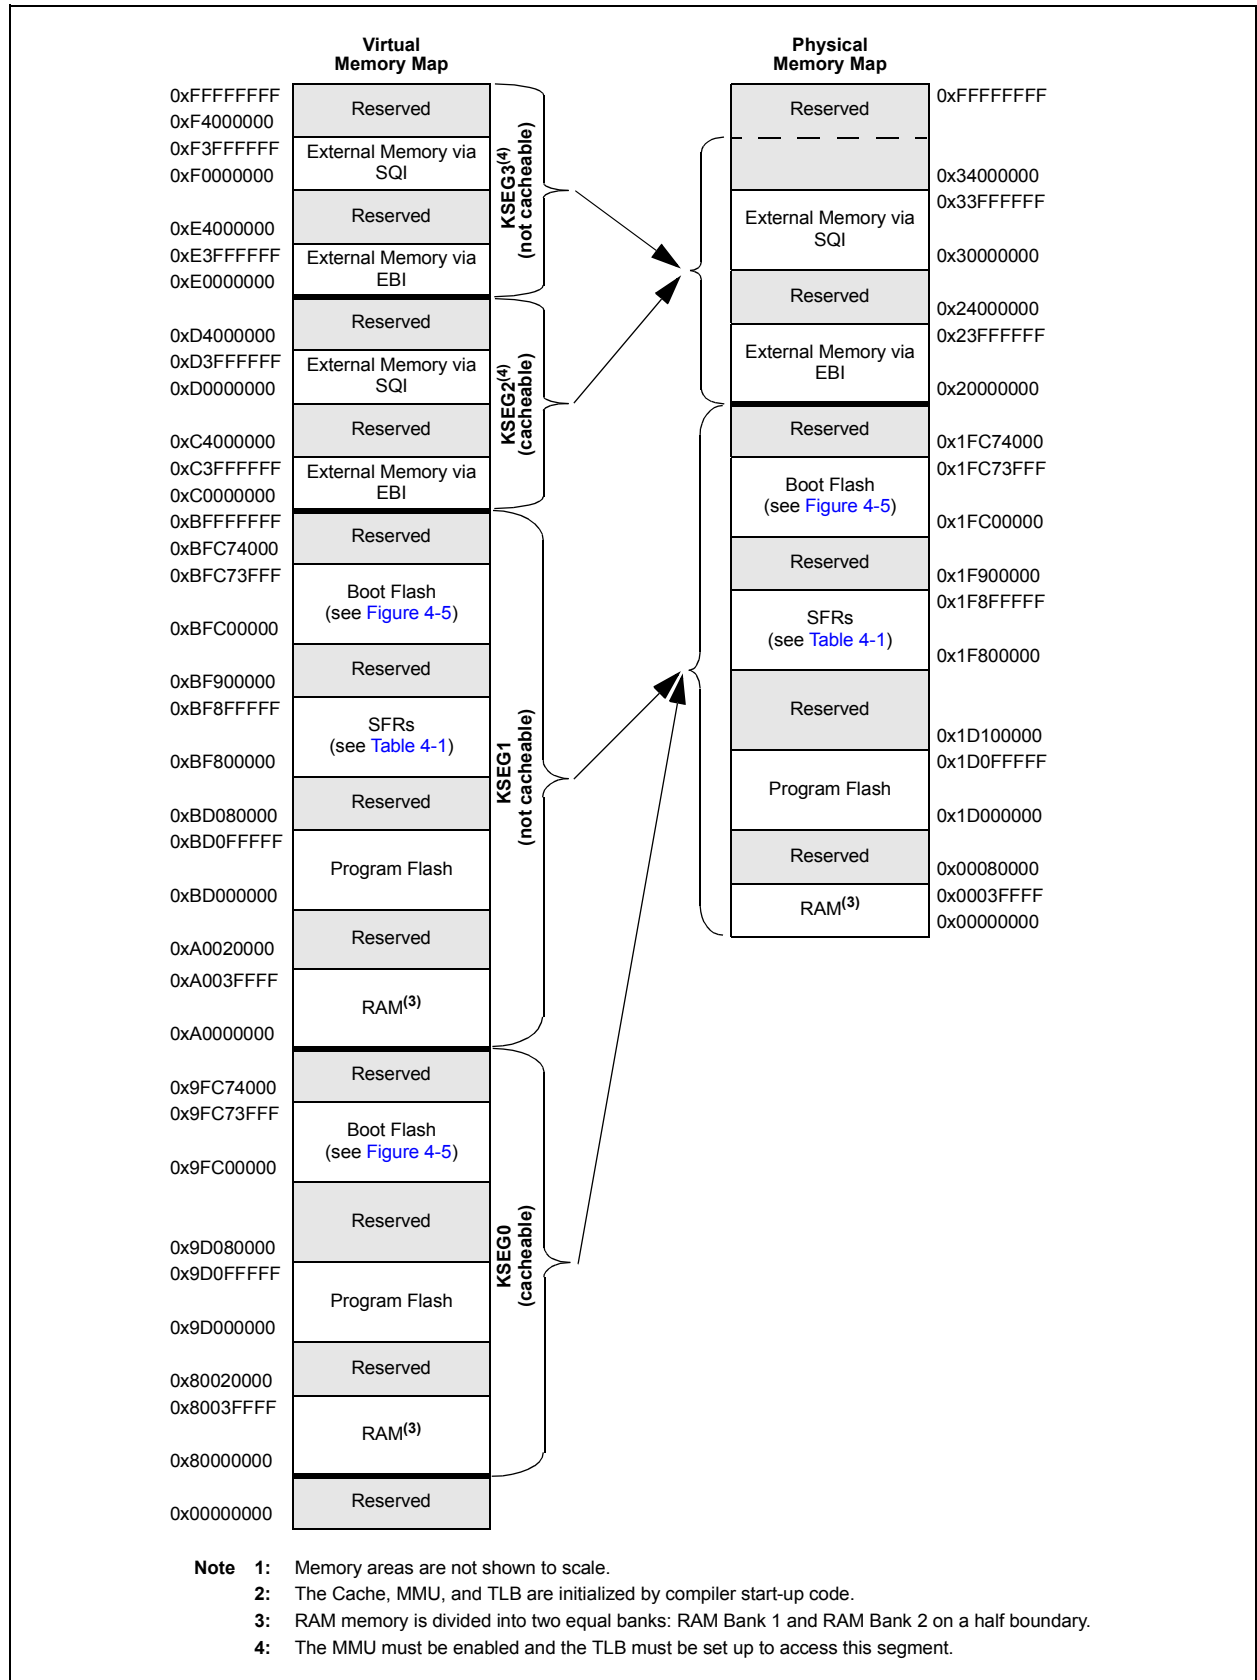 Virtual
Memory Map
0xFFFFFFFF
Reserved
0xF4000000
0xF3FFFFFF
External Memory via
SQI
0xF0000000
Reserved
0xE4000000
0xE3FFFFFF
External Memory via
EBI
0xE0000000
KSEG3(4)
(not cacheable)
Reserved
0xD4000000
0xD3FFFFFF
External Memory via
SQI
0xD0000000
Reserved
0xC4000000
0xC3FFFFFF
External Memory via
EBI
0xC0000000
KSEG2(4)
(cacheable)
0xBFFFFFFF
Reserved
0xBFC74000
0xBFC73FFF
Boot Flash
(see Figure 4-5)
0xBFC00000
Reserved
0xBF900000
0xBF8FFFFF
SFRs
(see Table 4-1)
0xBF800000
Reserved
0xBD080000
0xBD0FFFFF
Program Flash
0xBD000000
Reserved
0xA0020000
0xA003FFFF
RAM(3)
0xA0000000
KSEG1
(not cacheable)
Reserved
0x9FC74000
0x9FC73FFF
Boot Flash
(see Figure 4-5)
0x9FC00000
Reserved
0x9D080000
0x9D0FFFFF
Program Flash
0x9D000000
Reserved
0x80020000
0x8003FFFF
RAM(3)
0x80000000
KSEG0
(cacheable)
Reserved
0x00000000
Physical
Memory Map
0xFFFFFFFF
Reserved
0x34000000
0x33FFFFFF
External Memory via
SQI
0x30000000
Reserved
0x24000000
0x23FFFFFF
External Memory via
EBI
0x20000000
Reserved
0x1FC74000
0x1FC73FFF
Boot Flash
(see Figure 4-5)
0x1FC00000
Reserved
0x1F900000
0x1F8FFFFF
SFRs
(see Table 4-1)
0x1F800000
Reserved
0x1D100000
0x1D0FFFFF
Program Flash
0x1D000000
Reserved
0x00080000
0x0003FFFF
RAM(3)
0x00000000
Note 1: Memory areas are not shown to scale.
2: The Cache, MMU, and TLB are initialized by compiler start-up code.
3: RAM memory is divided into two equal banks: RAM Bank 1 and RAM Bank 2 on a half boundary.
4: The MMU must be enabled and the TLB must be set up to access this segment.